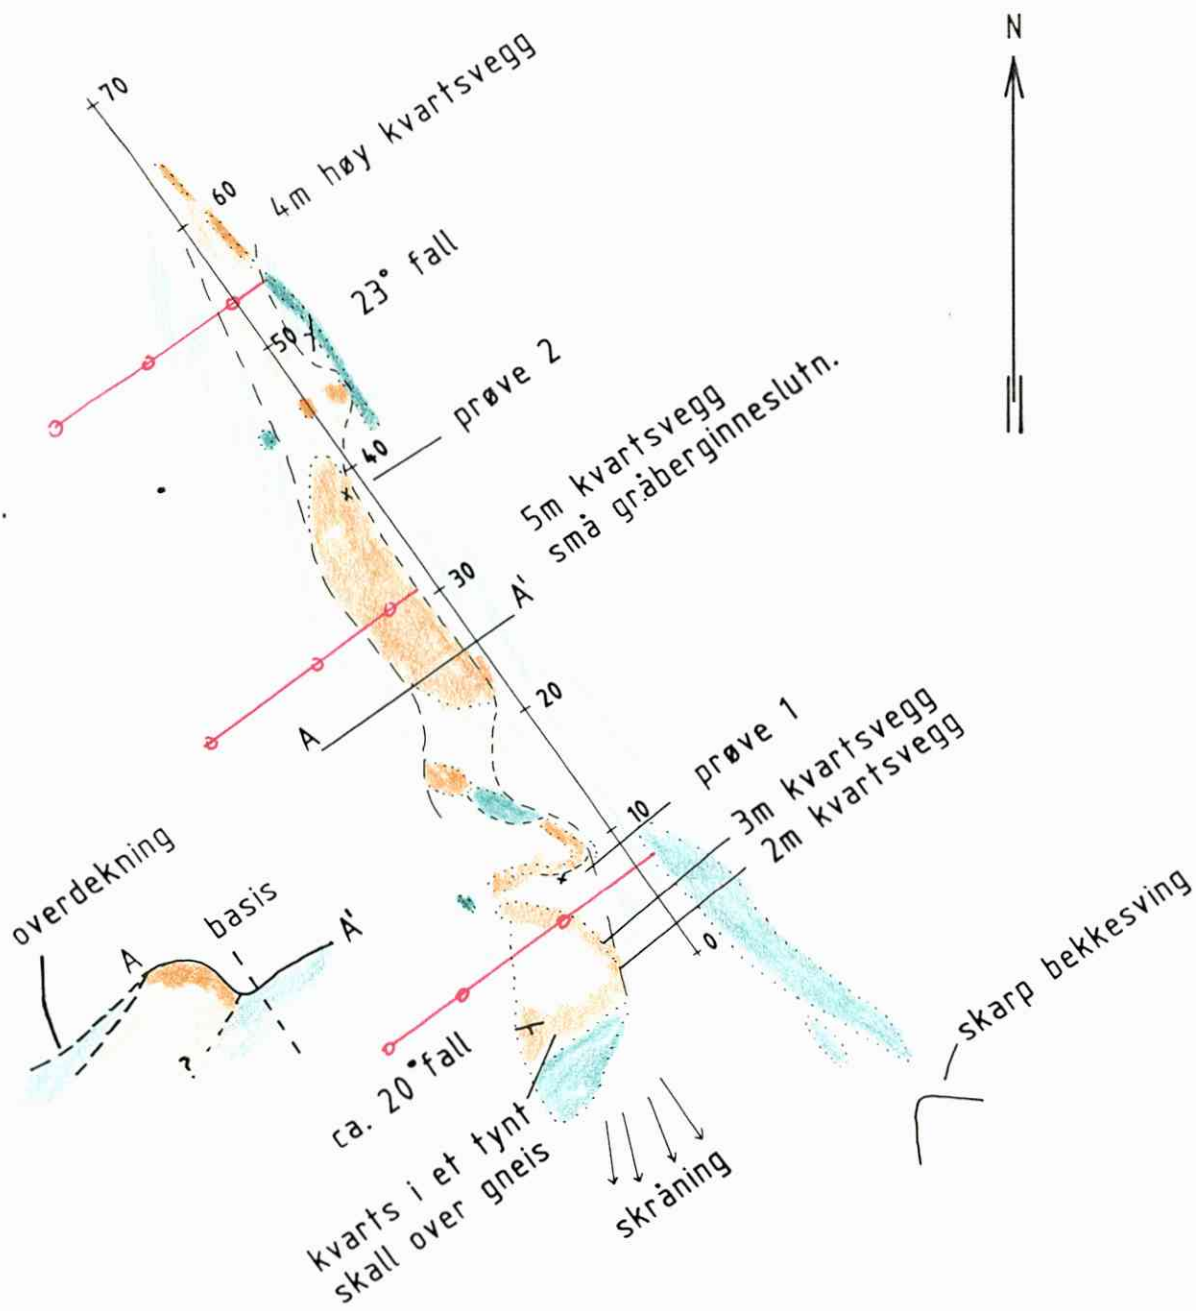 N
70
60
4m høy kvartsvegg
23° fall
50
prøve 2
40
5m kvartsvegg
små gråberginneslutn.
30
A'
20
A
prøve 1
10
3m kvartsvegg
2m kvartsvegg
0
skarp bekkesving
overdekning
basis
A
A'
?
ca. 20° fall
kvarts i et tynt
skall over gneis
skråning